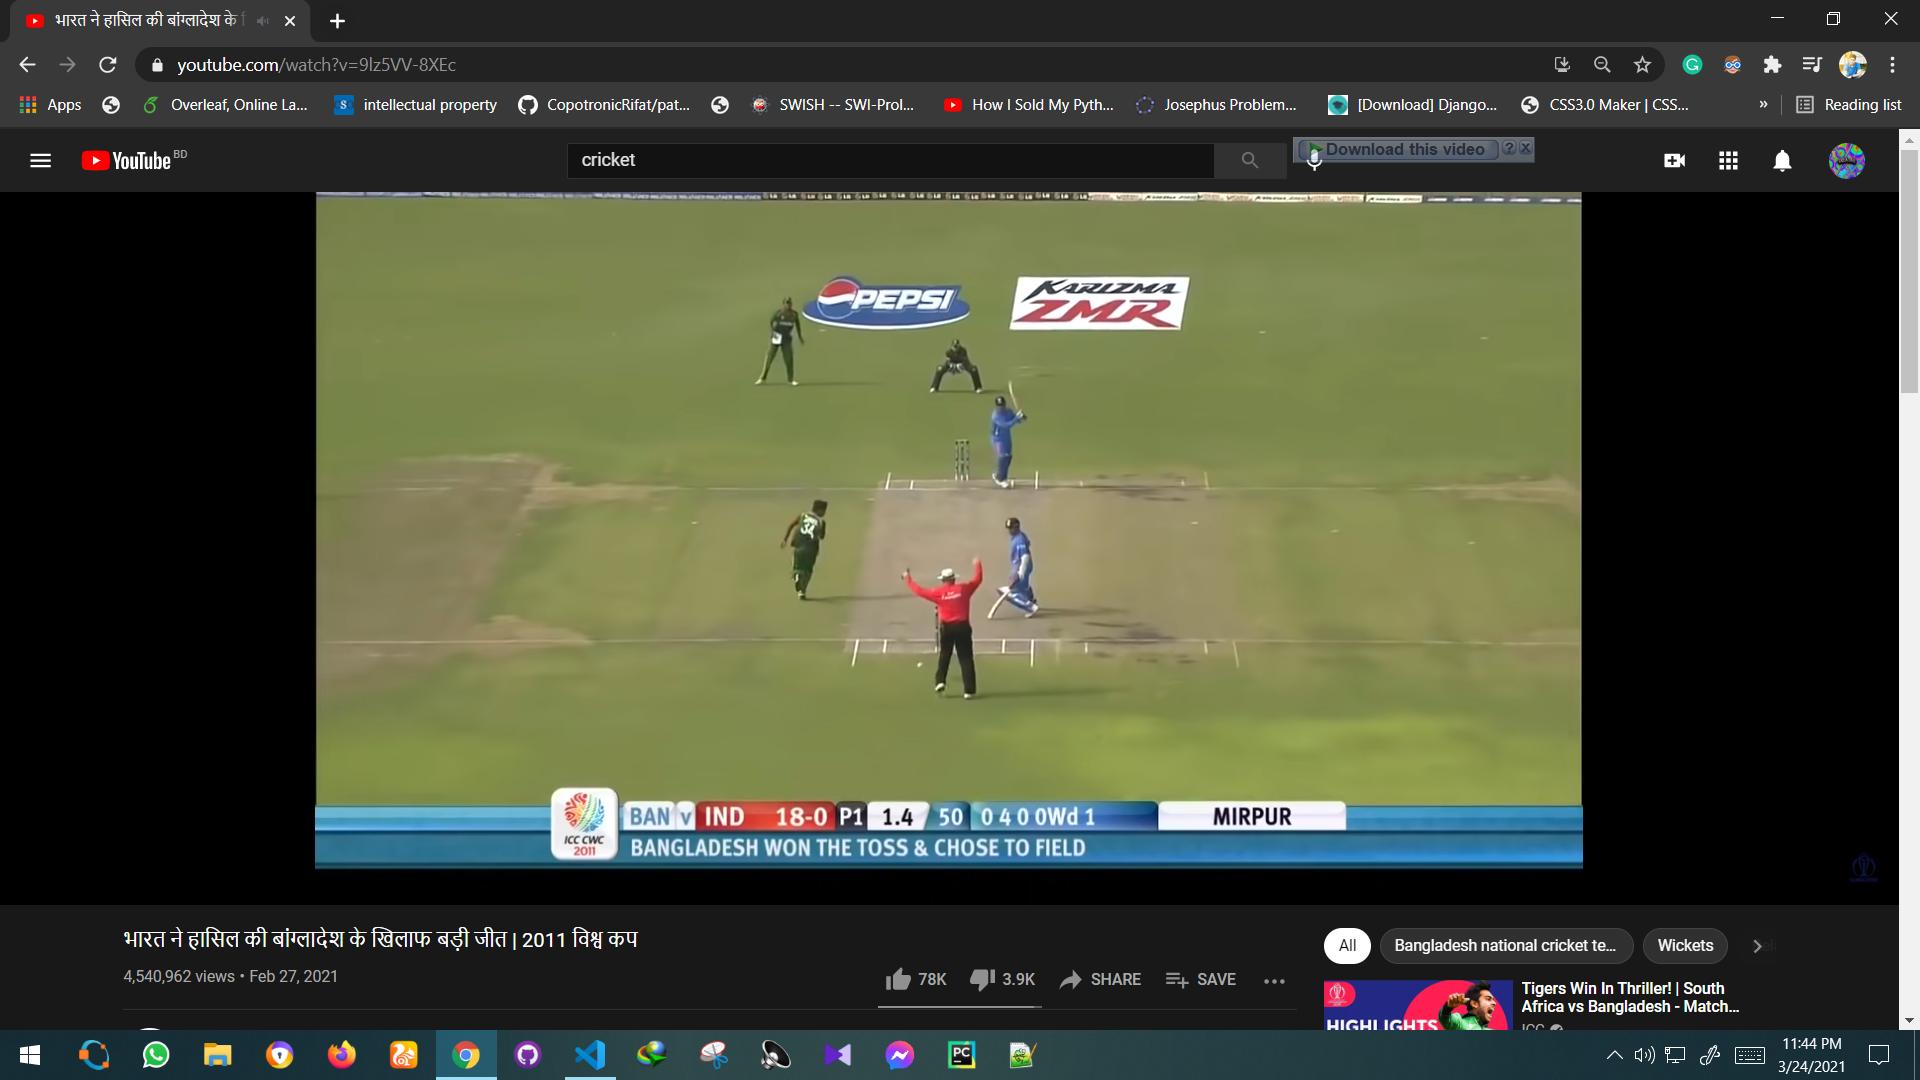 भारत ने हासिल की बांग्लादेश के
youtube.com/watch?v=9lz5VV-8XEc
Apps
Overleaf, Online La...
intellectual property
CopotronicRifat/pat...
SWISH -- SWI-Prol...
How I Sold My Pyth...
Josephus Problem...
[Download] Django...
CSS3.0 Maker | CSS...
»
Reading list
YouTube BD
cricket
Download this video
PEPSI
KARIZMA
ZMR
34
ICC CWC
2011
BAN v IND 18-0 P1 1.4 50 0 4 0 0Wd 1 MIRPUR
BANGLADESH WON THE TOSS & CHOSE TO FIELD
भारत ने हासिल की बांग्लादेश के खिलाफ बड़ी जीत | 2011 विश्व कप
4,540,962 views • Feb 27, 2021
78K
3.9K
SHARE
SAVE
All
Bangladesh national cricket te...
Wickets
Tigers Win In Thriller! | South
Africa vs Bangladesh - Match...
ICC
HIGHLIGHTS
PC
11:44 PM
3/24/2021